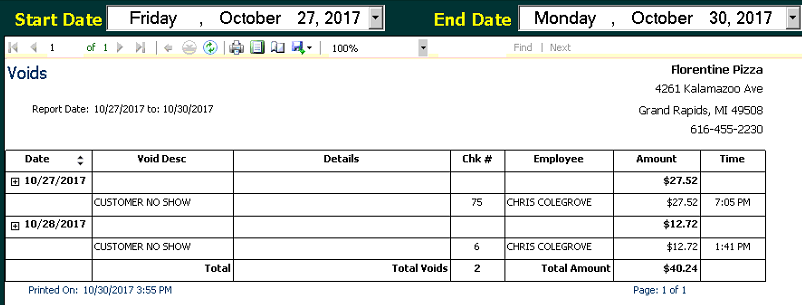 Start Date Friday , October 27, 2017 End Date Monday , October 30, 2017
1 of 1 100% Find | Next
Voids
Florentine Pizza
4261 Kalamazoo Ave
Report Date: 10/27/2017 to: 10/30/2017
Grand Rapids, MI 49508
616-455-2230
Date Void Desc Details Chk # Employee Amount Time
10/27/2017 $27.52
CUSTOMER NO SHOW 75 CHRIS COLEGROVE $27.52 7:05 PM
10/28/2017 $12.72
CUSTOMER NO SHOW 6 CHRIS COLEGROVE $12.72 1:41 PM
Total Total Voids 2 Total Amount $40.24
Printed On: 10/30/2017 3:55 PM Page: 1 of 1